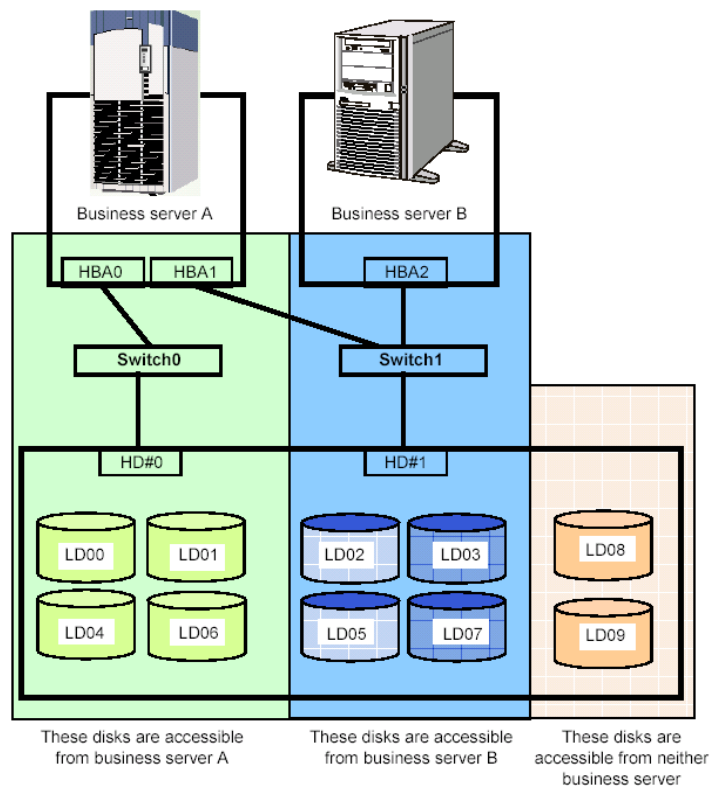 Business server A
Business server B
HBA0
HBA1
HBA2
Switch0
Switch1
HD#0
HD#1
LD00
LD01
LD02
LD03
LD08
LD04
LD06
LD05
LD07
LD09
These disks are accessible
from business server A
These disks are accessible
from business server B
These disks are
accessible from neither
business server